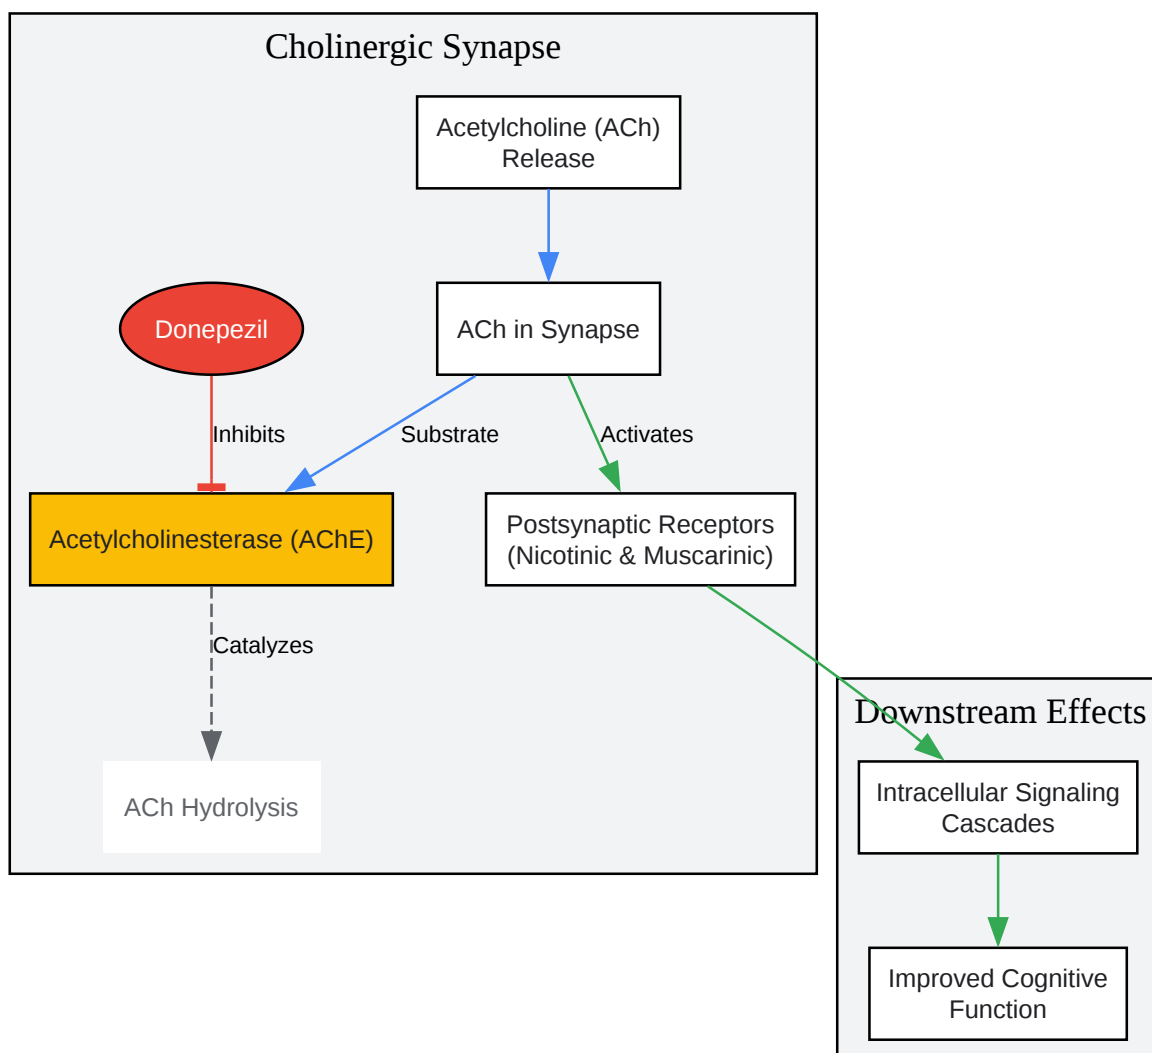 Cholinergic Synapse
Acetylcholine (ACh)
Release
Donepezil
ACh in Synapse
Inhibits
Substrate
Activates
Acetylcholinesterase (AChE)
Postsynaptic Receptors
(Nicotinic & Muscarinic)
Catalyzes
Downstream Effects
ACh Hydrolysis
Intracellular Signaling
Cascades
Improved Cognitive
Function